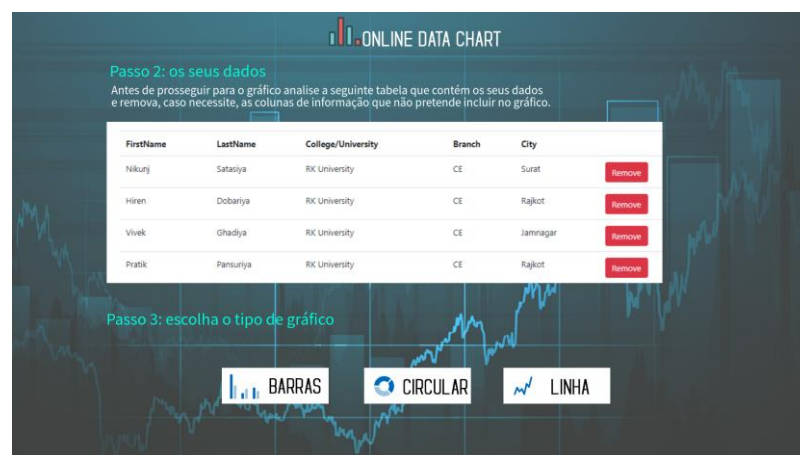 ONLINE DATA CHART
Passo 2: os seus dados
Antes de prosseguir para o gráfico analise a seguinte tabela que contém os seus dados
e remova, caso necessite, as colunas de informação que não pretende incluir no gráfico.
FirstName LastName College/University Branch City
Nikunj Satasiya RK University CE Surat Remove
Hiren Dobariya RK University CE Rajkot Remove
Vivek Ghadiya RK University CE Jamnagar Remove
Pratik Pansuriya RK University CE Rajkot Remove
Passo 3: escolha o tipo de gráfico
BARRAS CIRCULAR LINHA